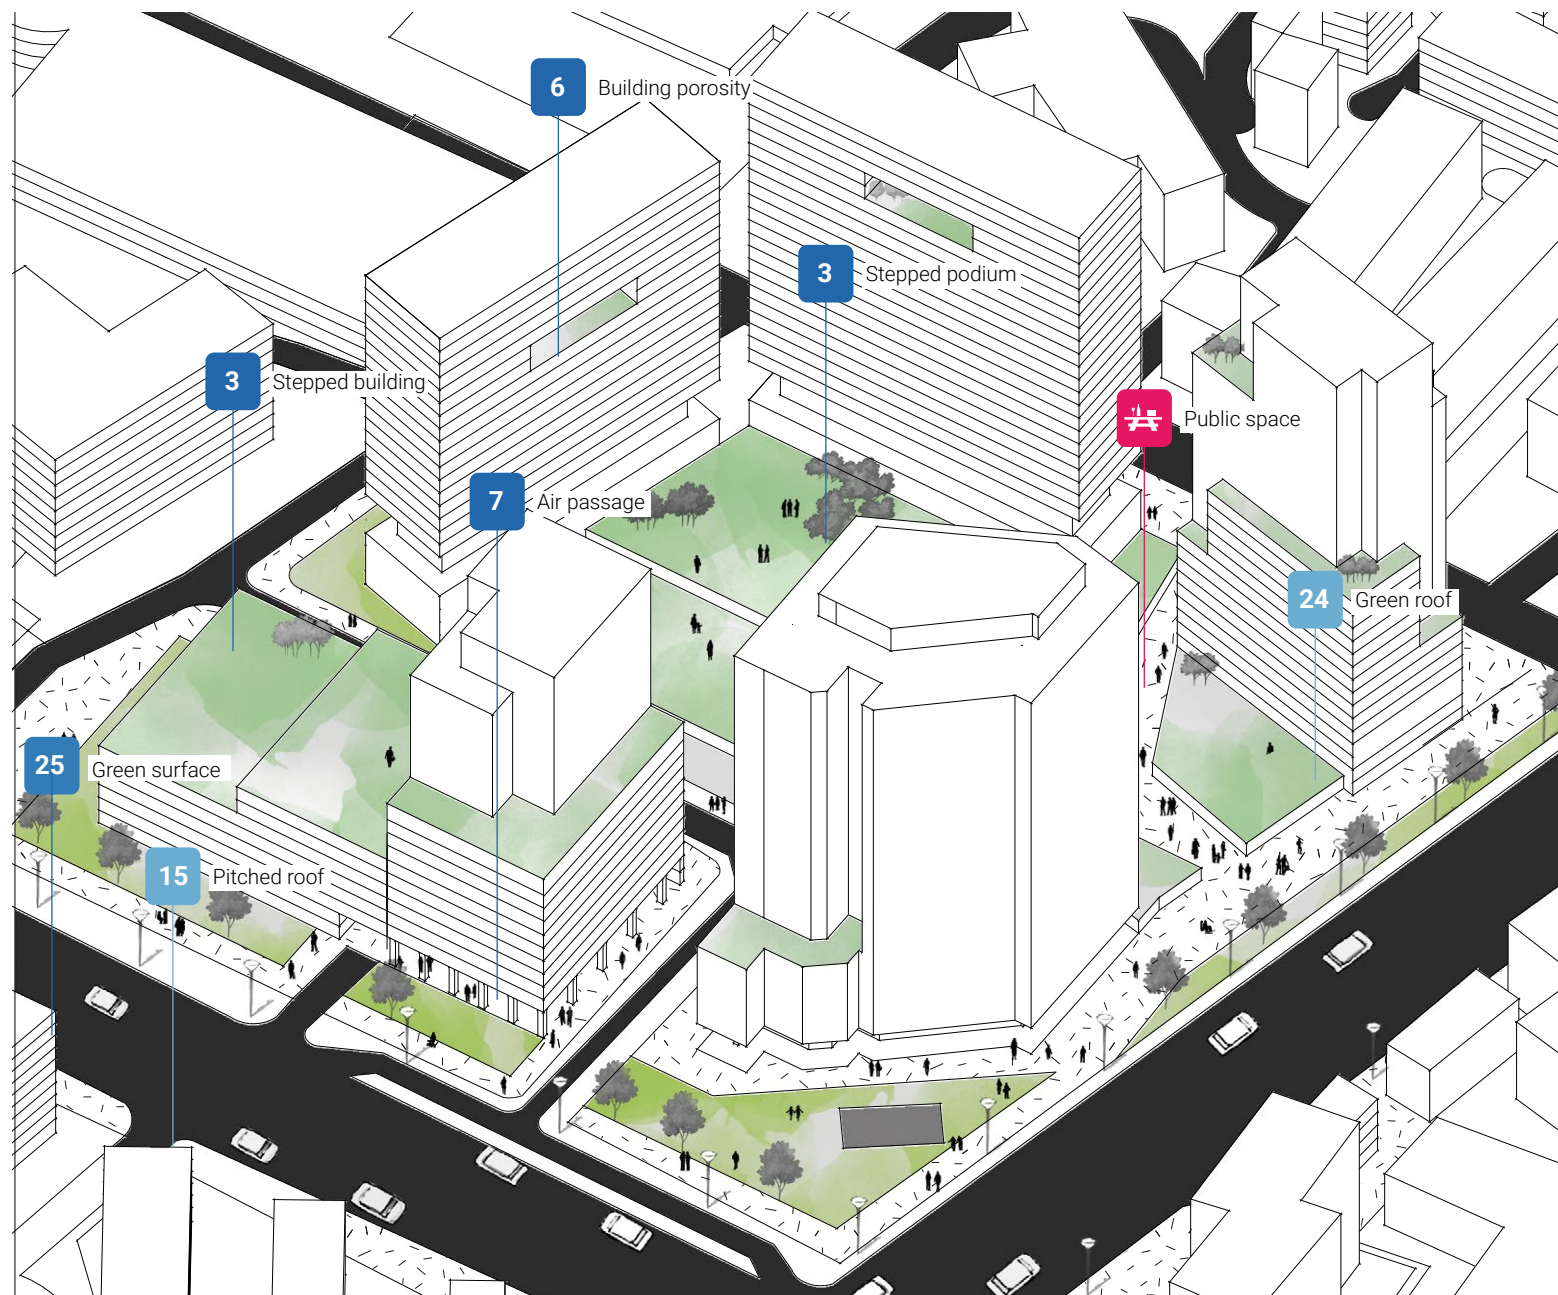 6 Building porosity
3 Stepped podium
3 Stepped building
Public space
7 Air passage
24 Green roof
25 Green surface
15 Pitched roof